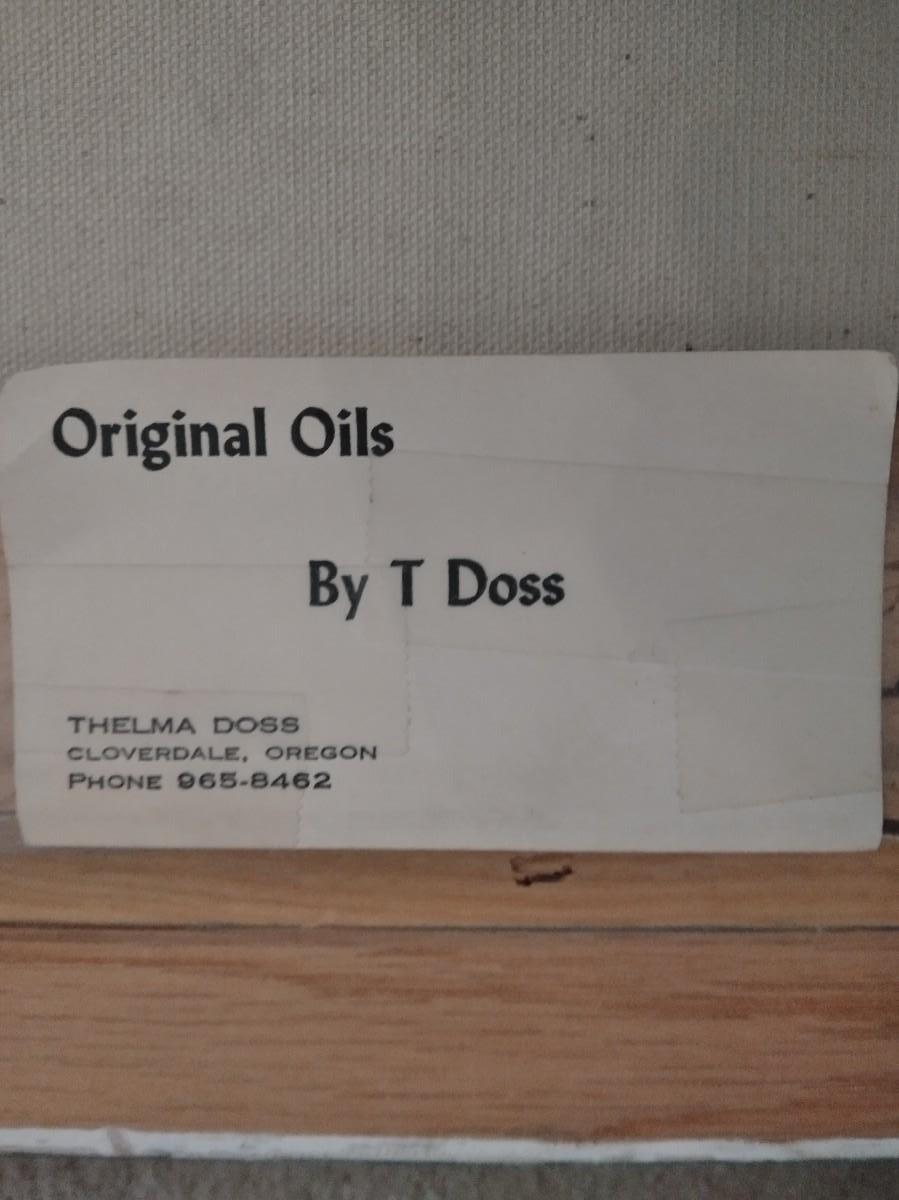 Original Oils
By T Doss
THELMA DOSS
CLOVERDALE, OREGON
PHONE 965-8462